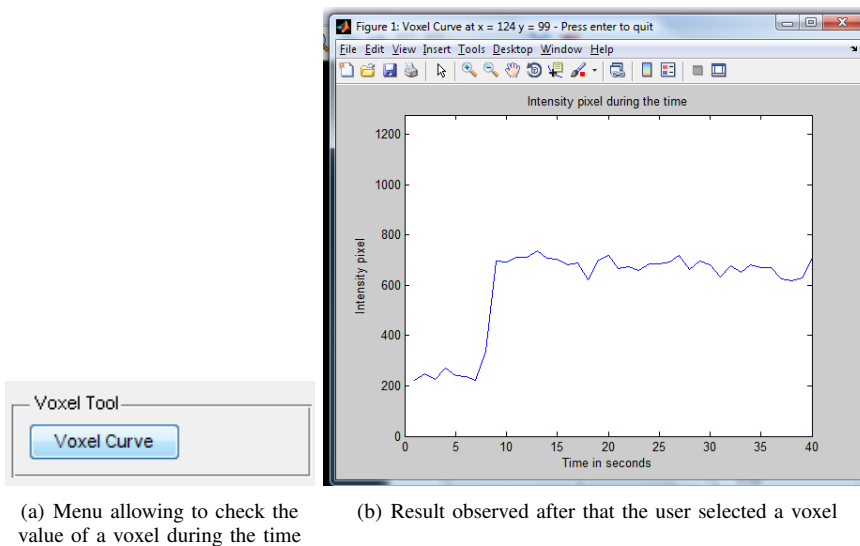 Figure 1: Voxel Curve at x = 124 y = 99 - Press enter to quit
File Edit View Insert Tools Desktop Window Help
Intensity pixel during the time
1200
1000
800
600
400
200
0
Intensity pixel
0 5 10 15 20 25 30 35 40
Time in seconds
Voxel Tool
Voxel Curve
(a) Menu allowing to check the
value of a voxel during the time
(b) Result observed after that the user selected a voxel